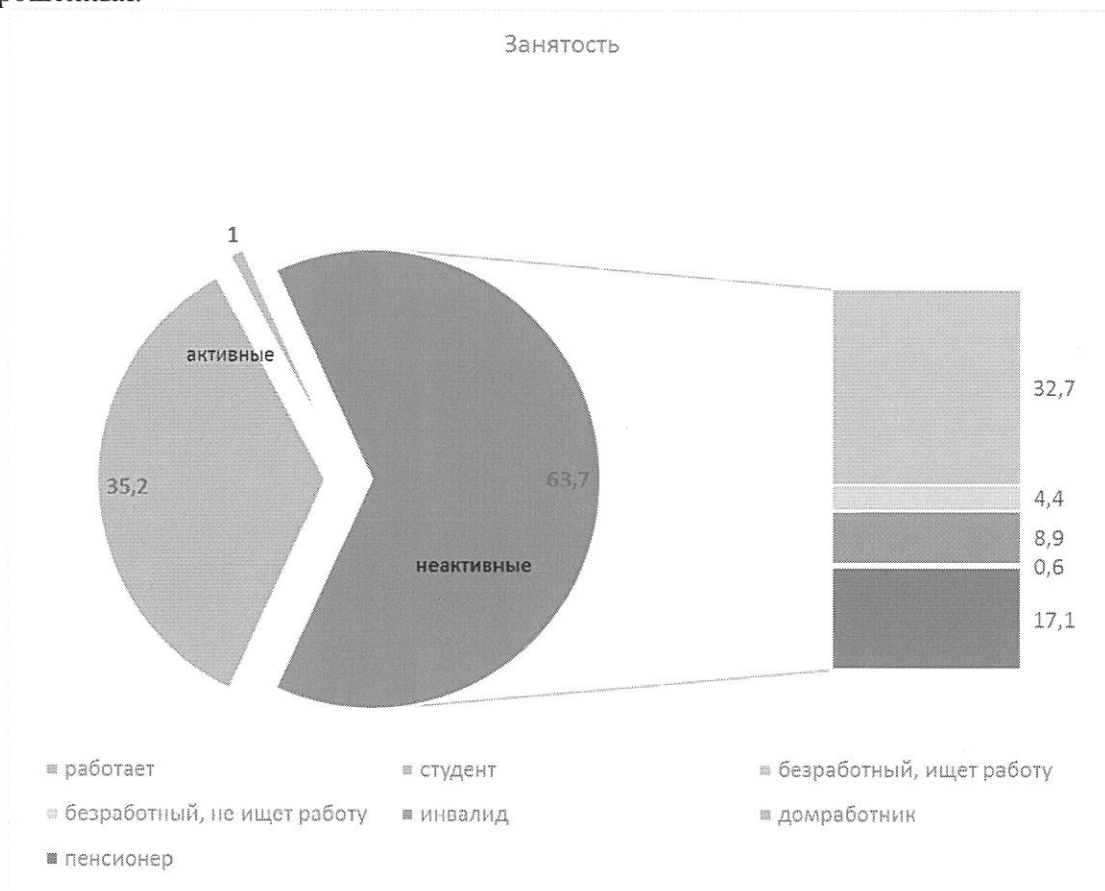 Занятость
1
активные
35,2
63,7
неактивные
32,7
4,4
8,9
0,6
17,1
работает студент безработный, ищет работу
безработный, не ищет работу инвалид домработник
пенсионер